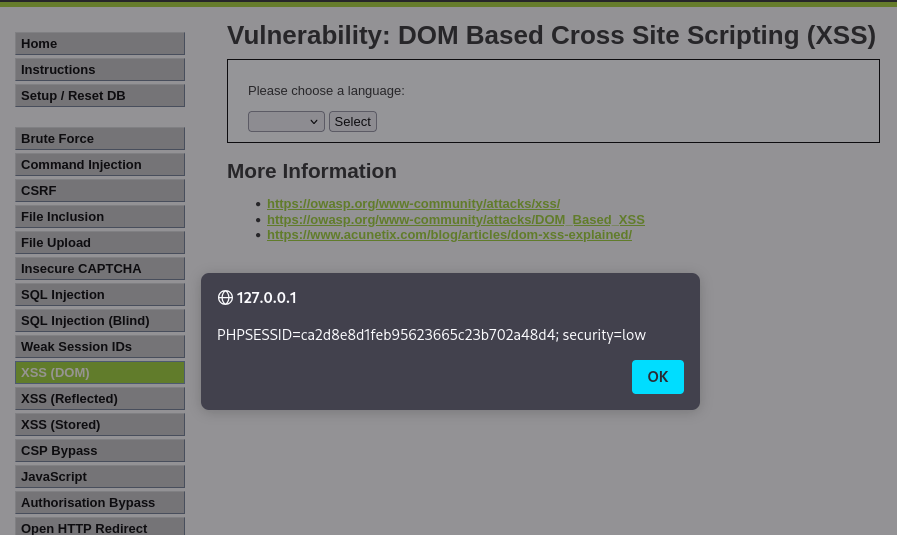 Home
Instructions
Setup / Reset DB
Brute Force
Command Injection
CSRF
File Inclusion
File Upload
Insecure CAPTCHA
SQL Injection
SQL Injection (Blind)
Weak Session IDs
XSS (DOM)
XSS (Reflected)
XSS (Stored)
CSP Bypass
JavaScript
Authorisation Bypass
Open HTTP Redirect
Vulnerability: DOM Based Cross Site Scripting (XSS)
Please choose a language:
Select
More Information
https://owasp.org/www-community/attacks/xss/
https://owasp.org/www-community/attacks/DOM_Based_XSS
https://www.acunetix.com/blog/articles/dom-xss-explained/
127.0.0.1
PHPSESSID=ca2d8e8d1feb95623665c23b702a48d4; security=low
OK